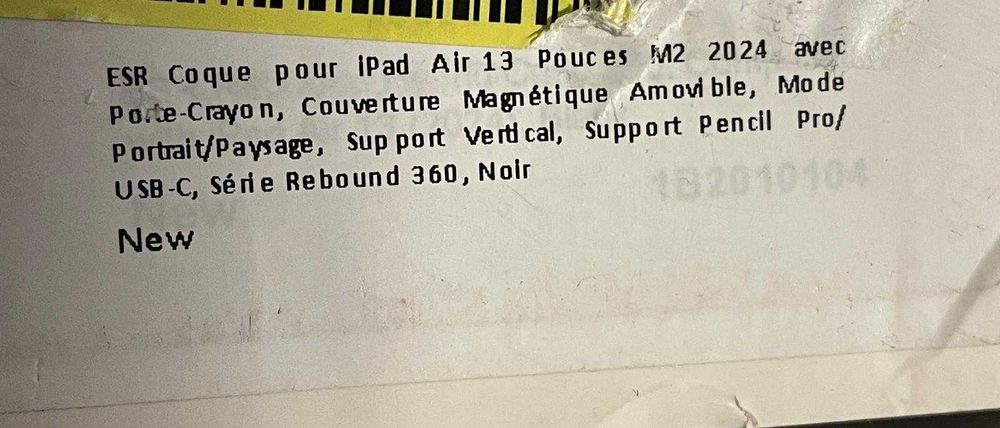 ESR Coque pour iPad Air 13 Pouces M2 2024 avec
Porte-Crayon, Couverture Magnétique Amovible, Mode
Portrait/Paysage, Support Vertical, Support Pencil Pro/
USB-C, Série Rebound 360, Noir
1B2010104
New